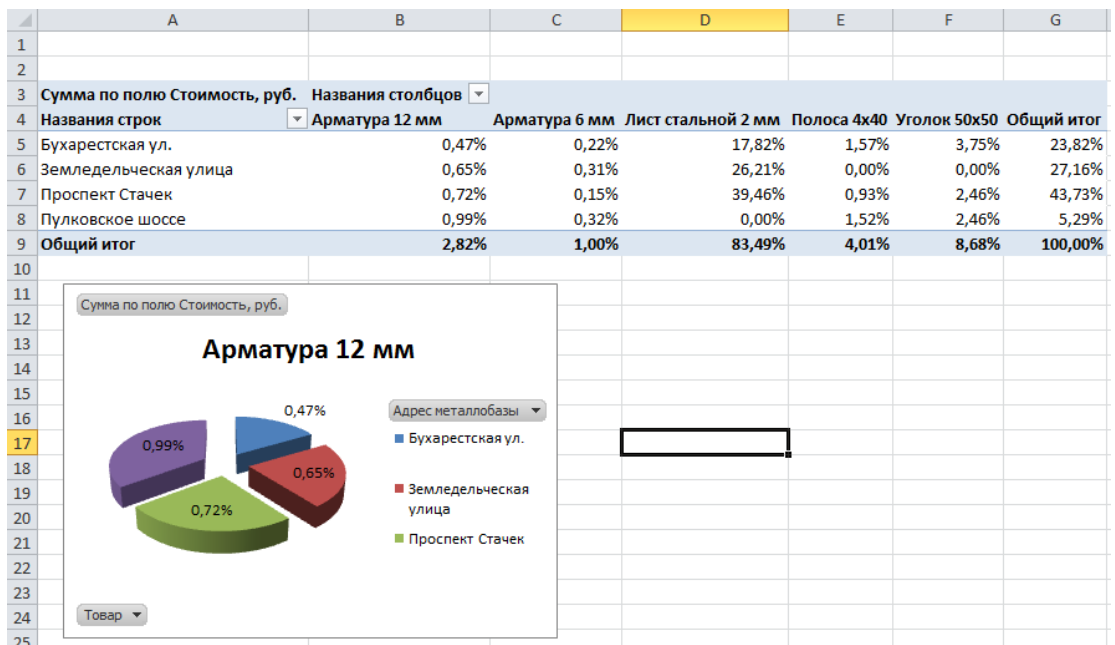 A B C D E F G
1
2
3 Сумма по полю Стоимость, руб. Названия столбцов
4 Названия строк Арматура 12 мм Арматура 6 мм Лист стальной 2 мм Полоса 4х40 Уголок 50х50 Общий итог
5 Бухарестская ул. 0,47% 0,22% 17,82% 1,57% 3,75% 23,82%
6 Земледельческая улица 0,65% 0,31% 26,21% 0,00% 0,00% 27,16%
7 Проспект Стачек 0,72% 0,15% 39,46% 0,93% 2,46% 43,73%
8 Пулковское шоссе 0,99% 0,32% 0,00% 1,52% 2,46% 5,29%
9 Общий итог 2,82% 1,00% 83,49% 4,01% 8,68% 100,00%
10
11
12
13
14
15
16
17
18
19
20
21
22
23
24
25
Сумма по полю Стоимость, руб.
Арматура 12 мм
0,47%
0,65%
0,72%
0,99%
Адрес металлобазы
Бухарестская ул.
Земледельческая
улица
Проспект Стачек
Товар